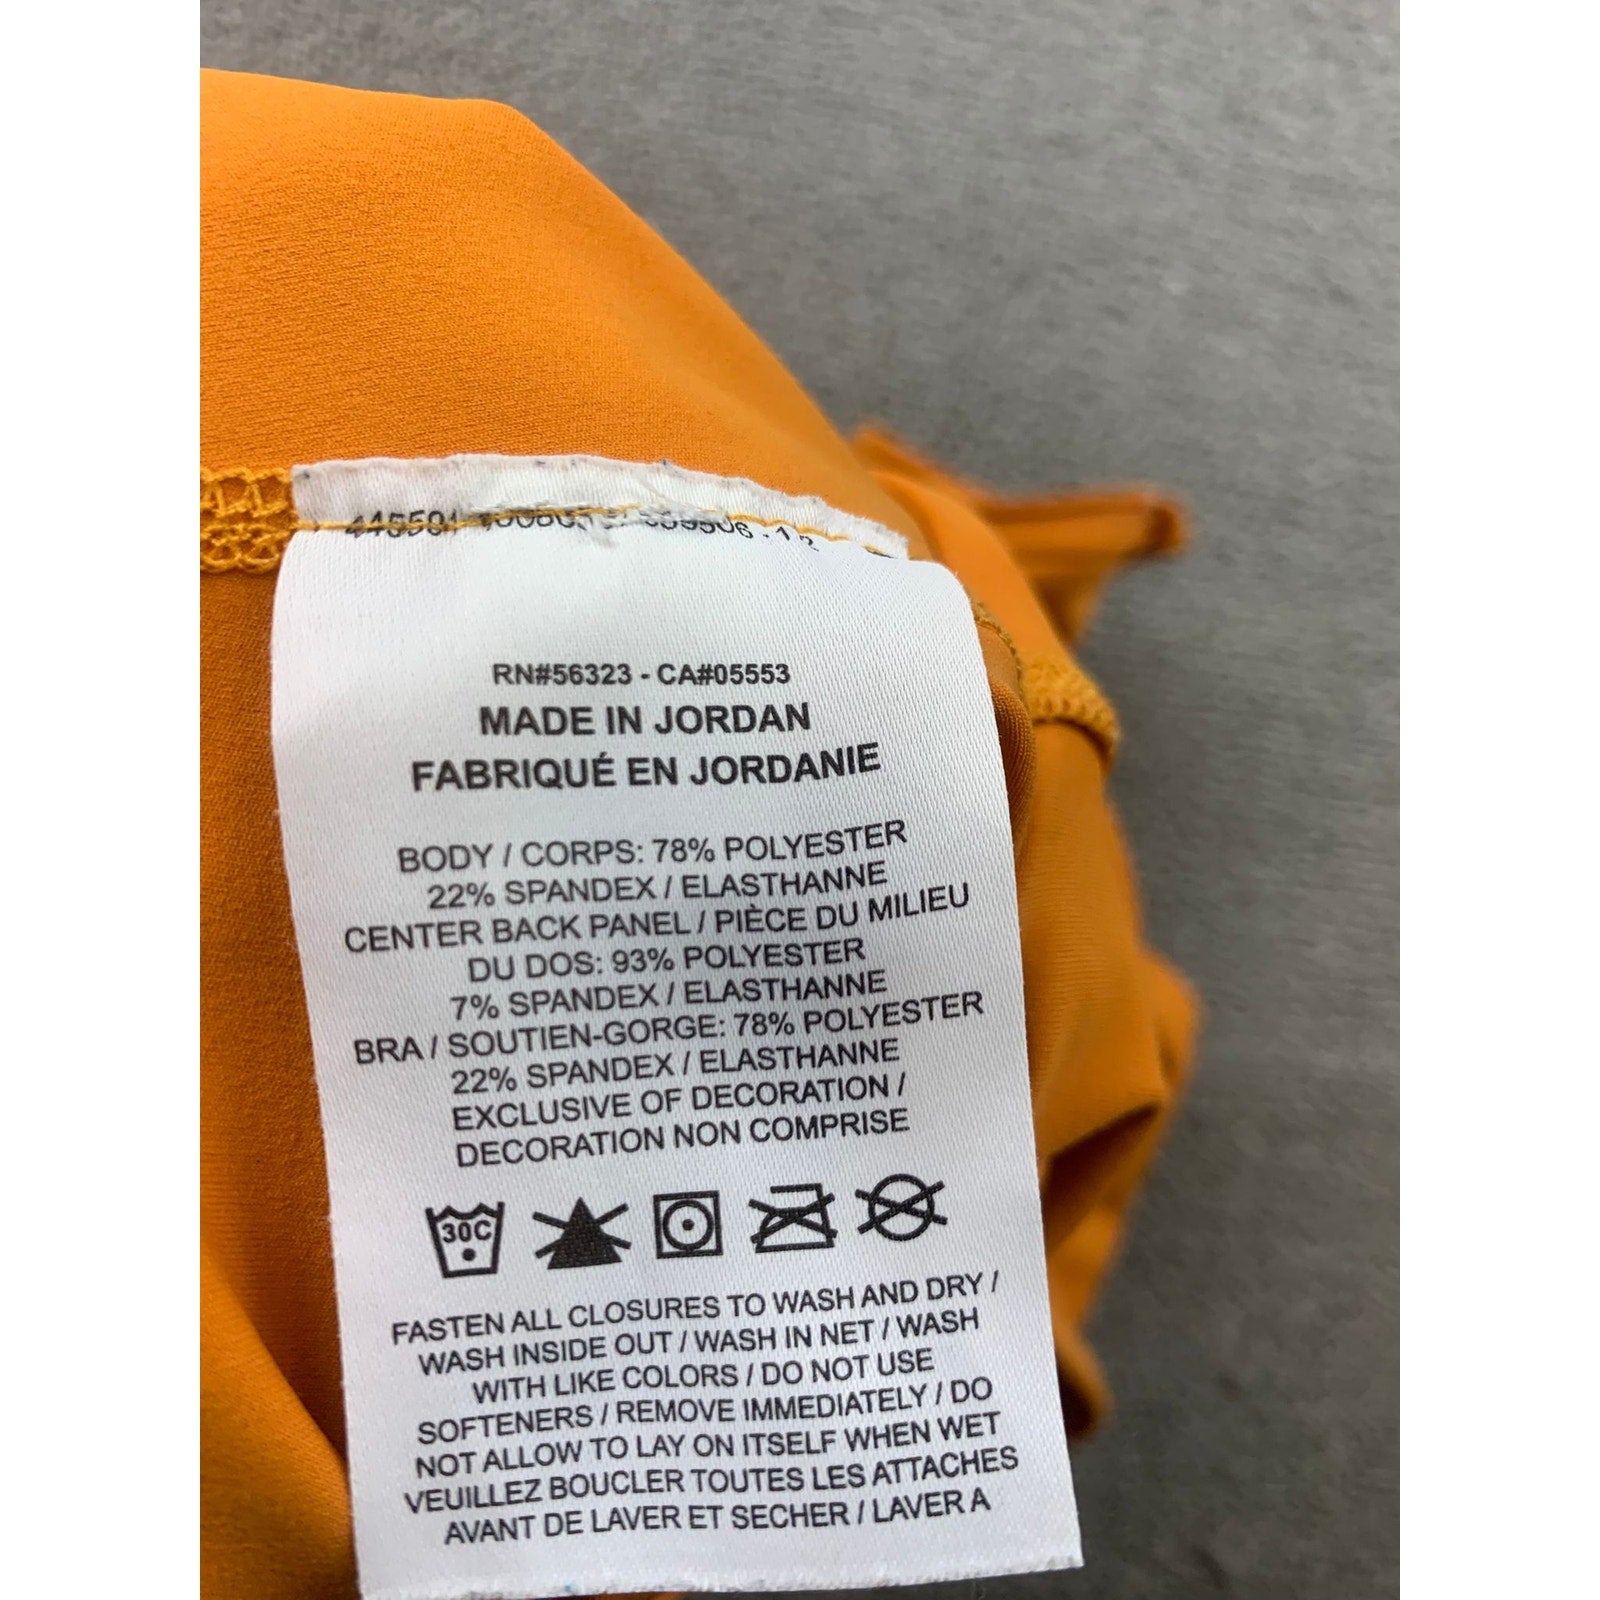 RN#56323 - CA#05553
MADE IN JORDAN
FABRIQUÉ EN JORDANIE
BODY / CORPS: 78% POLYESTER
22% SPANDEX / ELASTHANNE
CENTER BACK PANEL / PIÈCE DU MILIEU
DU DOS: 93% POLYESTER
7% SPANDEX / ELASTHANNE
BRA / SOUTIEN-GORGE: 78% POLYESTER
22% SPANDEX / ELASTHANNE
EXCLUSIVE OF DECORATION /
DECORATION NON COMPRISE
30C
FASTEN ALL CLOSURES TO WASH AND DRY /
WASH INSIDE OUT / WASH IN NET / WASH
WITH LIKE COLORS / DO NOT USE
SOFTENERS / REMOVE IMMEDIATELY / DO
NOT ALLOW TO LAY ON ITSELF WHEN WET
VEUILLEZ BOUCLER TOUTES LES ATTACHES
AVANT DE LAVER ET SECHER / LAVER A